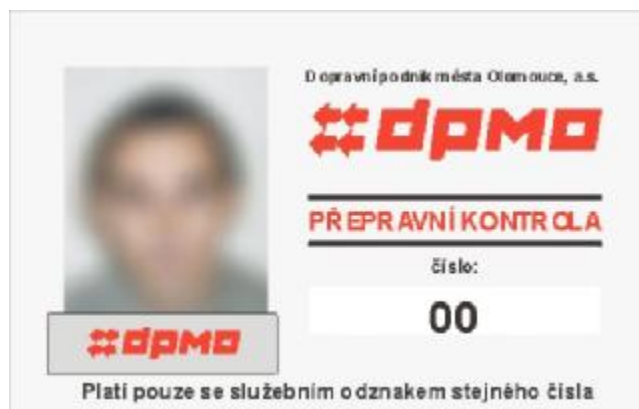 Dopravní podnik města Olomouce, a.s.
dpmo
PŘEPRAVNÍ KONTROLA
číslo:
00
dpmo
Platí pouze se služebním odznakem stejného čísla